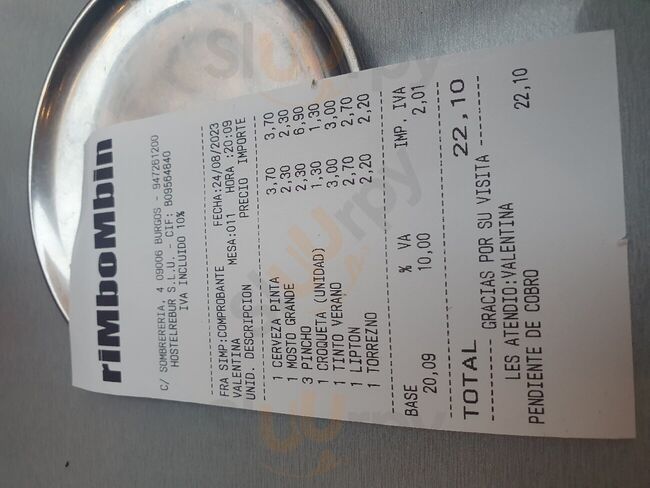 riMboMbin
C/ SOMBRERERIA, 4 09006 BURGOS - 947261200
HOSTELREBUR S.L.U. - CIF: B09564840
IVA INCLUIDO 10%
FRA SIMP:COMPROBANTE FECHA:24/08/2023
VALENTINA MESA:011 HORA :20:09
UNID. DESCRIPCION PRECIO IMPORTE
1 CERVEZA PINTA 3,70 3,70
1 MOSTO GRANDE 2,30 2,30
3 PINCHO 2,30 6,90
1 CROQUETA (UNIDAD) 1,30 1,30
1 TINTO VERANO 3,00 3,00
1 LIPTON 2,70 2,70
1 TORREZNO 2,20 2,20
BASE % VA IMP. IVA
20,09 10,00 2,01
TOTAL 22,10
GRACIAS POR SU VISITA
LES ATENDIO:VALENTINA
PENDIENTE DE COBRO 22,10
sluurpy
sluurpy
sluurpy